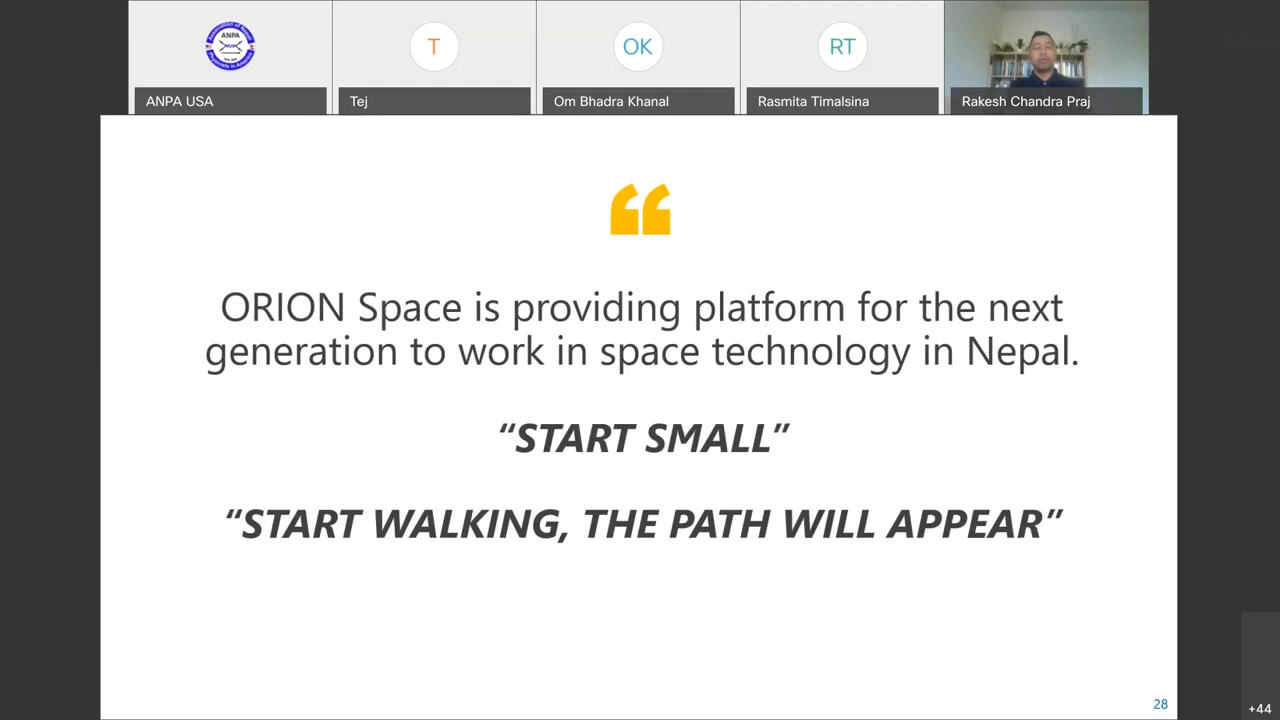 ANPA
ANPA USA
T
Tej
OK
Om Bhadra Khanal
RT
Rasmita Timalsina
Rakesh Chandra Praj
“
ORION Space is providing platform for the next
generation to work in space technology in Nepal.
“START SMALL”
“START WALKING, THE PATH WILL APPEAR”
28
+44